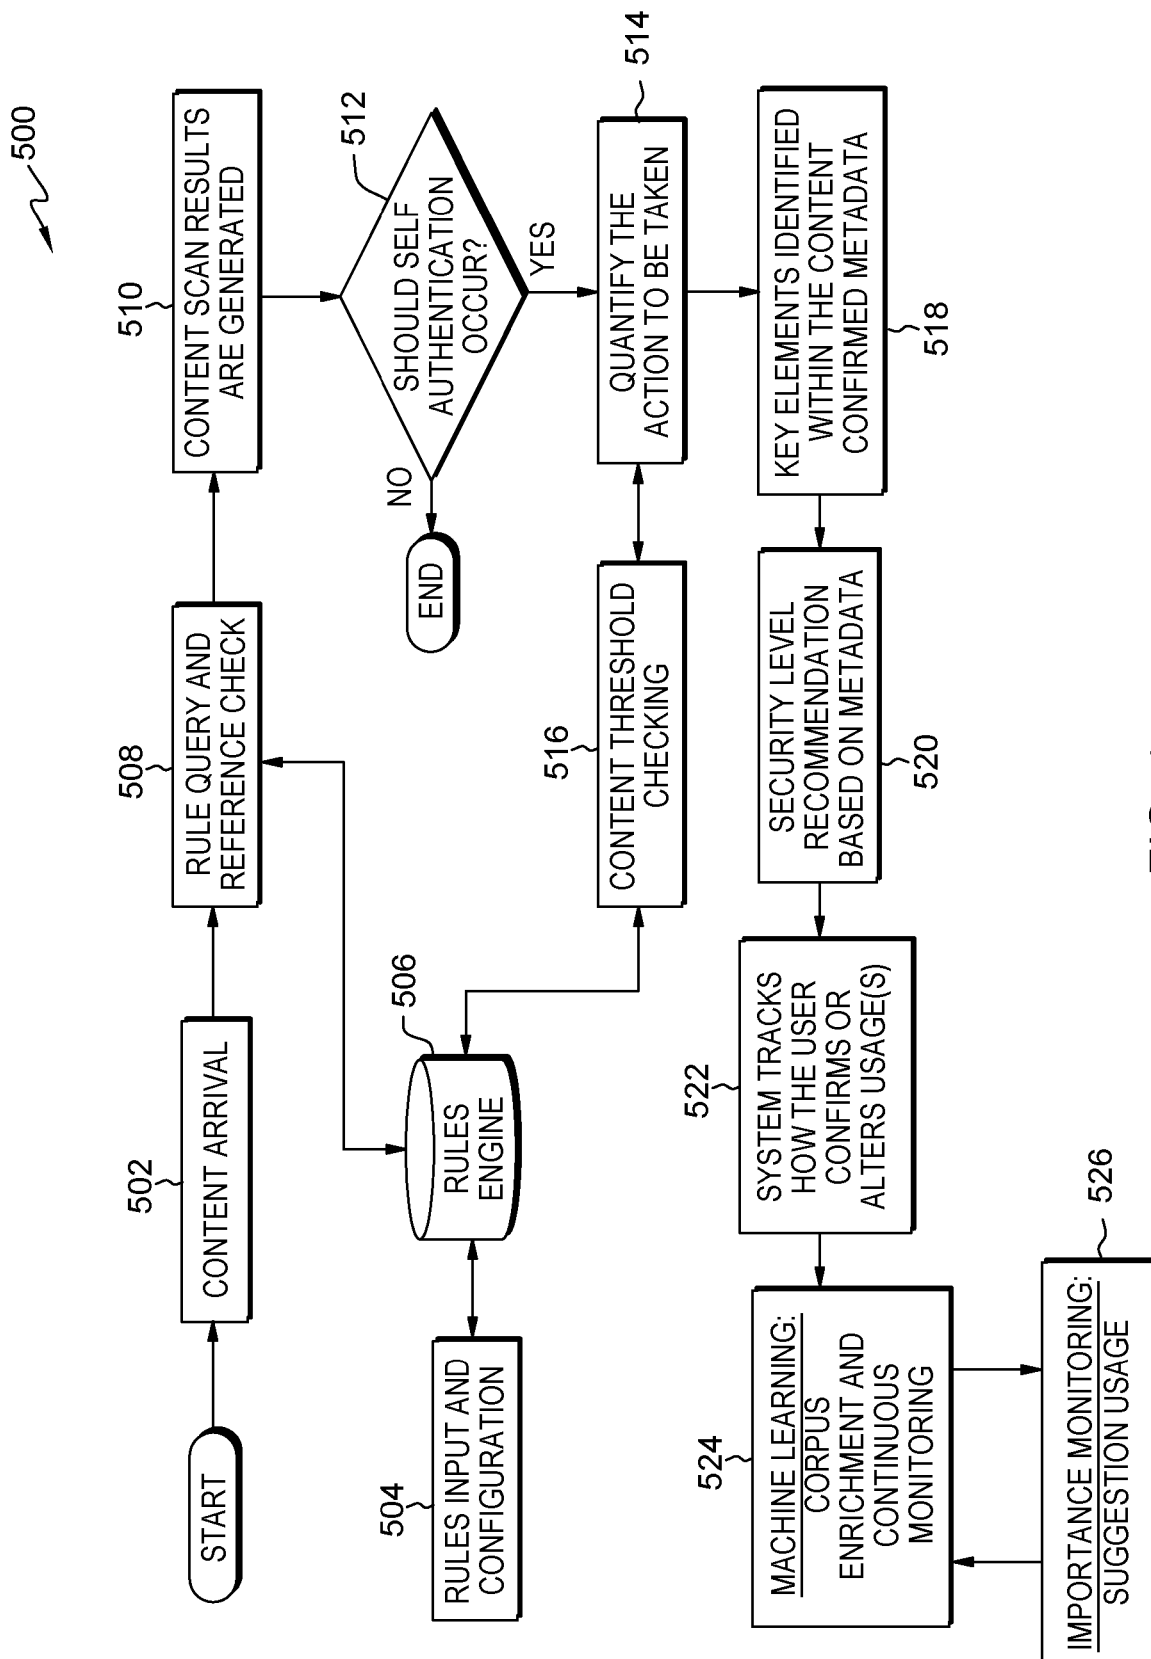 500
START
502
CONTENT ARRIVAL
508
RULE QUERY AND
REFERENCE CHECK
510
CONTENT SCAN RESULTS
ARE GENERATED
504
RULES INPUT AND
CONFIGURATION
506
RULES
ENGINE
512
SHOULD SELF
AUTHENTICATION
OCCUR?
NO
END
YES
514
QUANTIFY THE
ACTION TO BE TAKEN
516
CONTENT THRESHOLD
CHECKING
KEY ELEMENTS IDENTIFIED
WITHIN THE CONTENT
CONFIRMED METADATA
518
SECURITY LEVEL
RECOMMENDATION
BASED ON METADATA
520
522
SYSTEM TRACKS
HOW THE USER
CONFIRMS OR
ALTERS USAGE(S)
524
MACHINE LEARNING:
CORPUS
ENRICHMENT AND
CONTINUOUS
MONITORING
526
IMPORTANCE MONITORING:
SUGGESTION USAGE